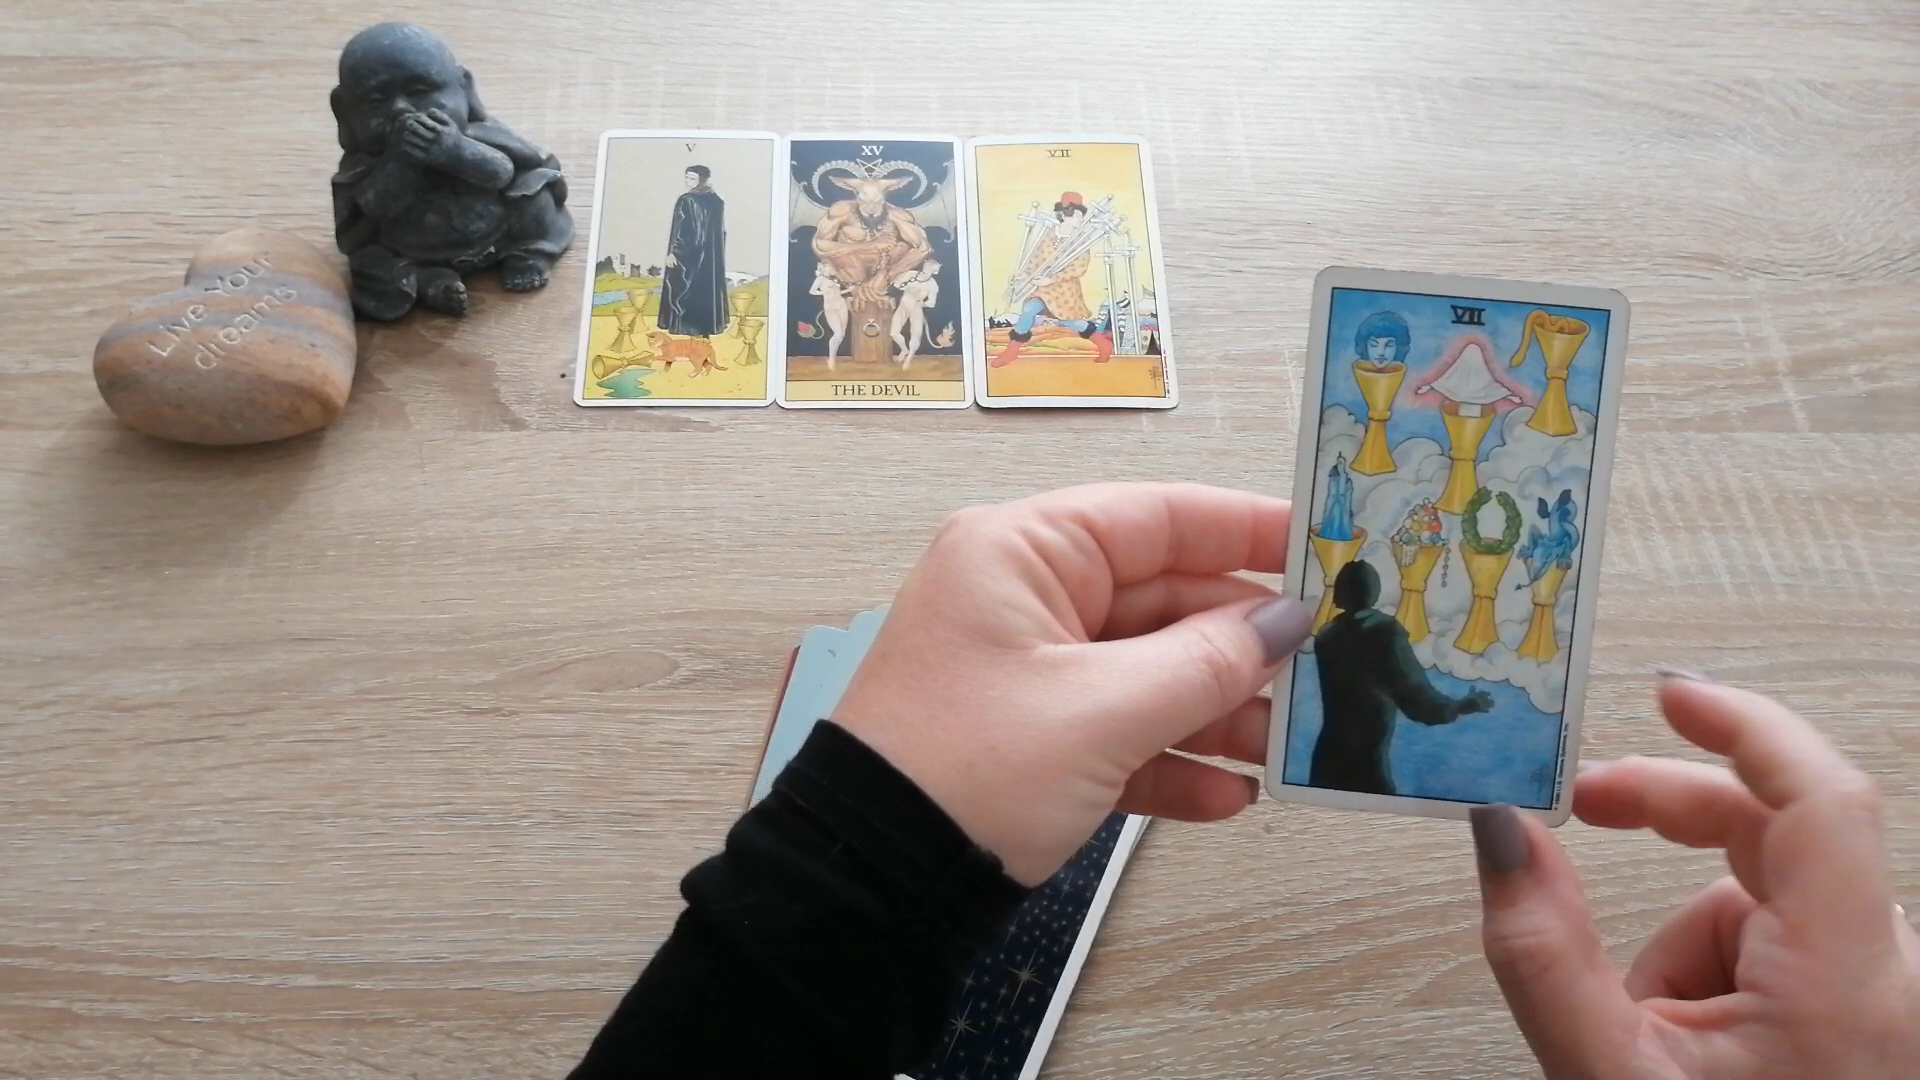 Live Your
dreams
V
XV
THE DEVIL
VII
VII